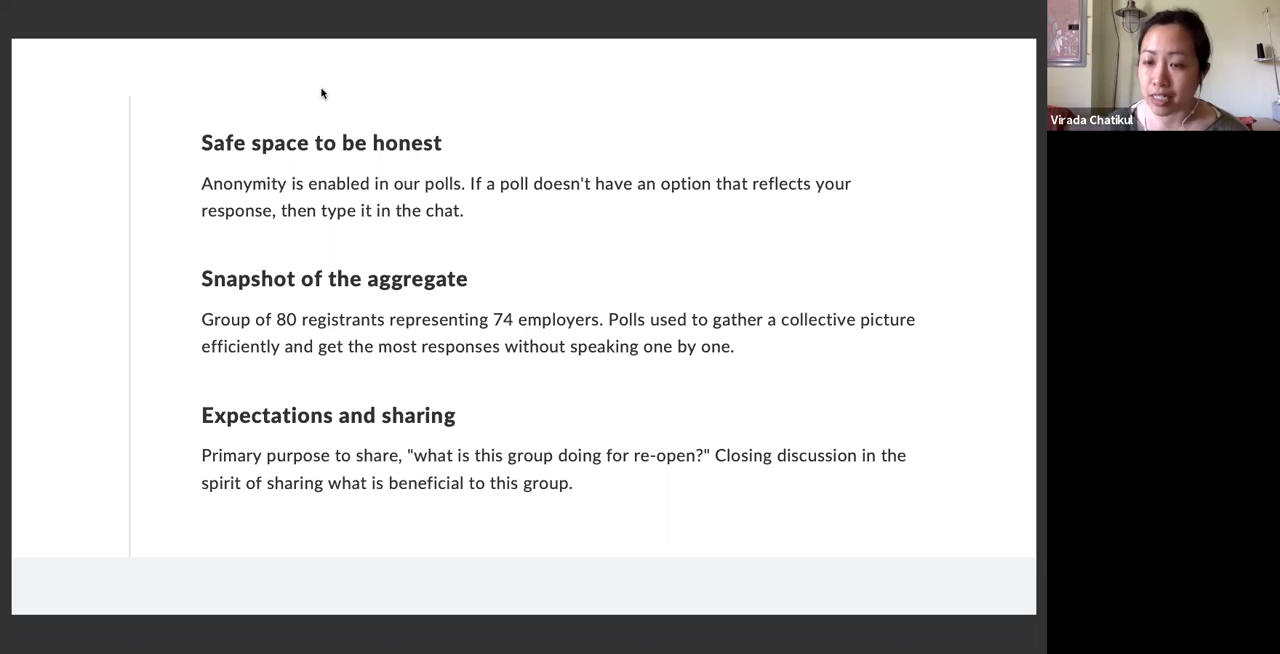 Safe space to be honest
Anonymity is enabled in our polls. If a poll doesn't have an option that reflects your
response, then type it in the chat.
Snapshot of the aggregate
Group of 80 registrants representing 74 employers. Polls used to gather a collective picture
efficiently and get the most responses without speaking one by one.
Expectations and sharing
Primary purpose to share, "what is this group doing for re-open?" Closing discussion in the
spirit of sharing what is beneficial to this group.
Virada Chatikul